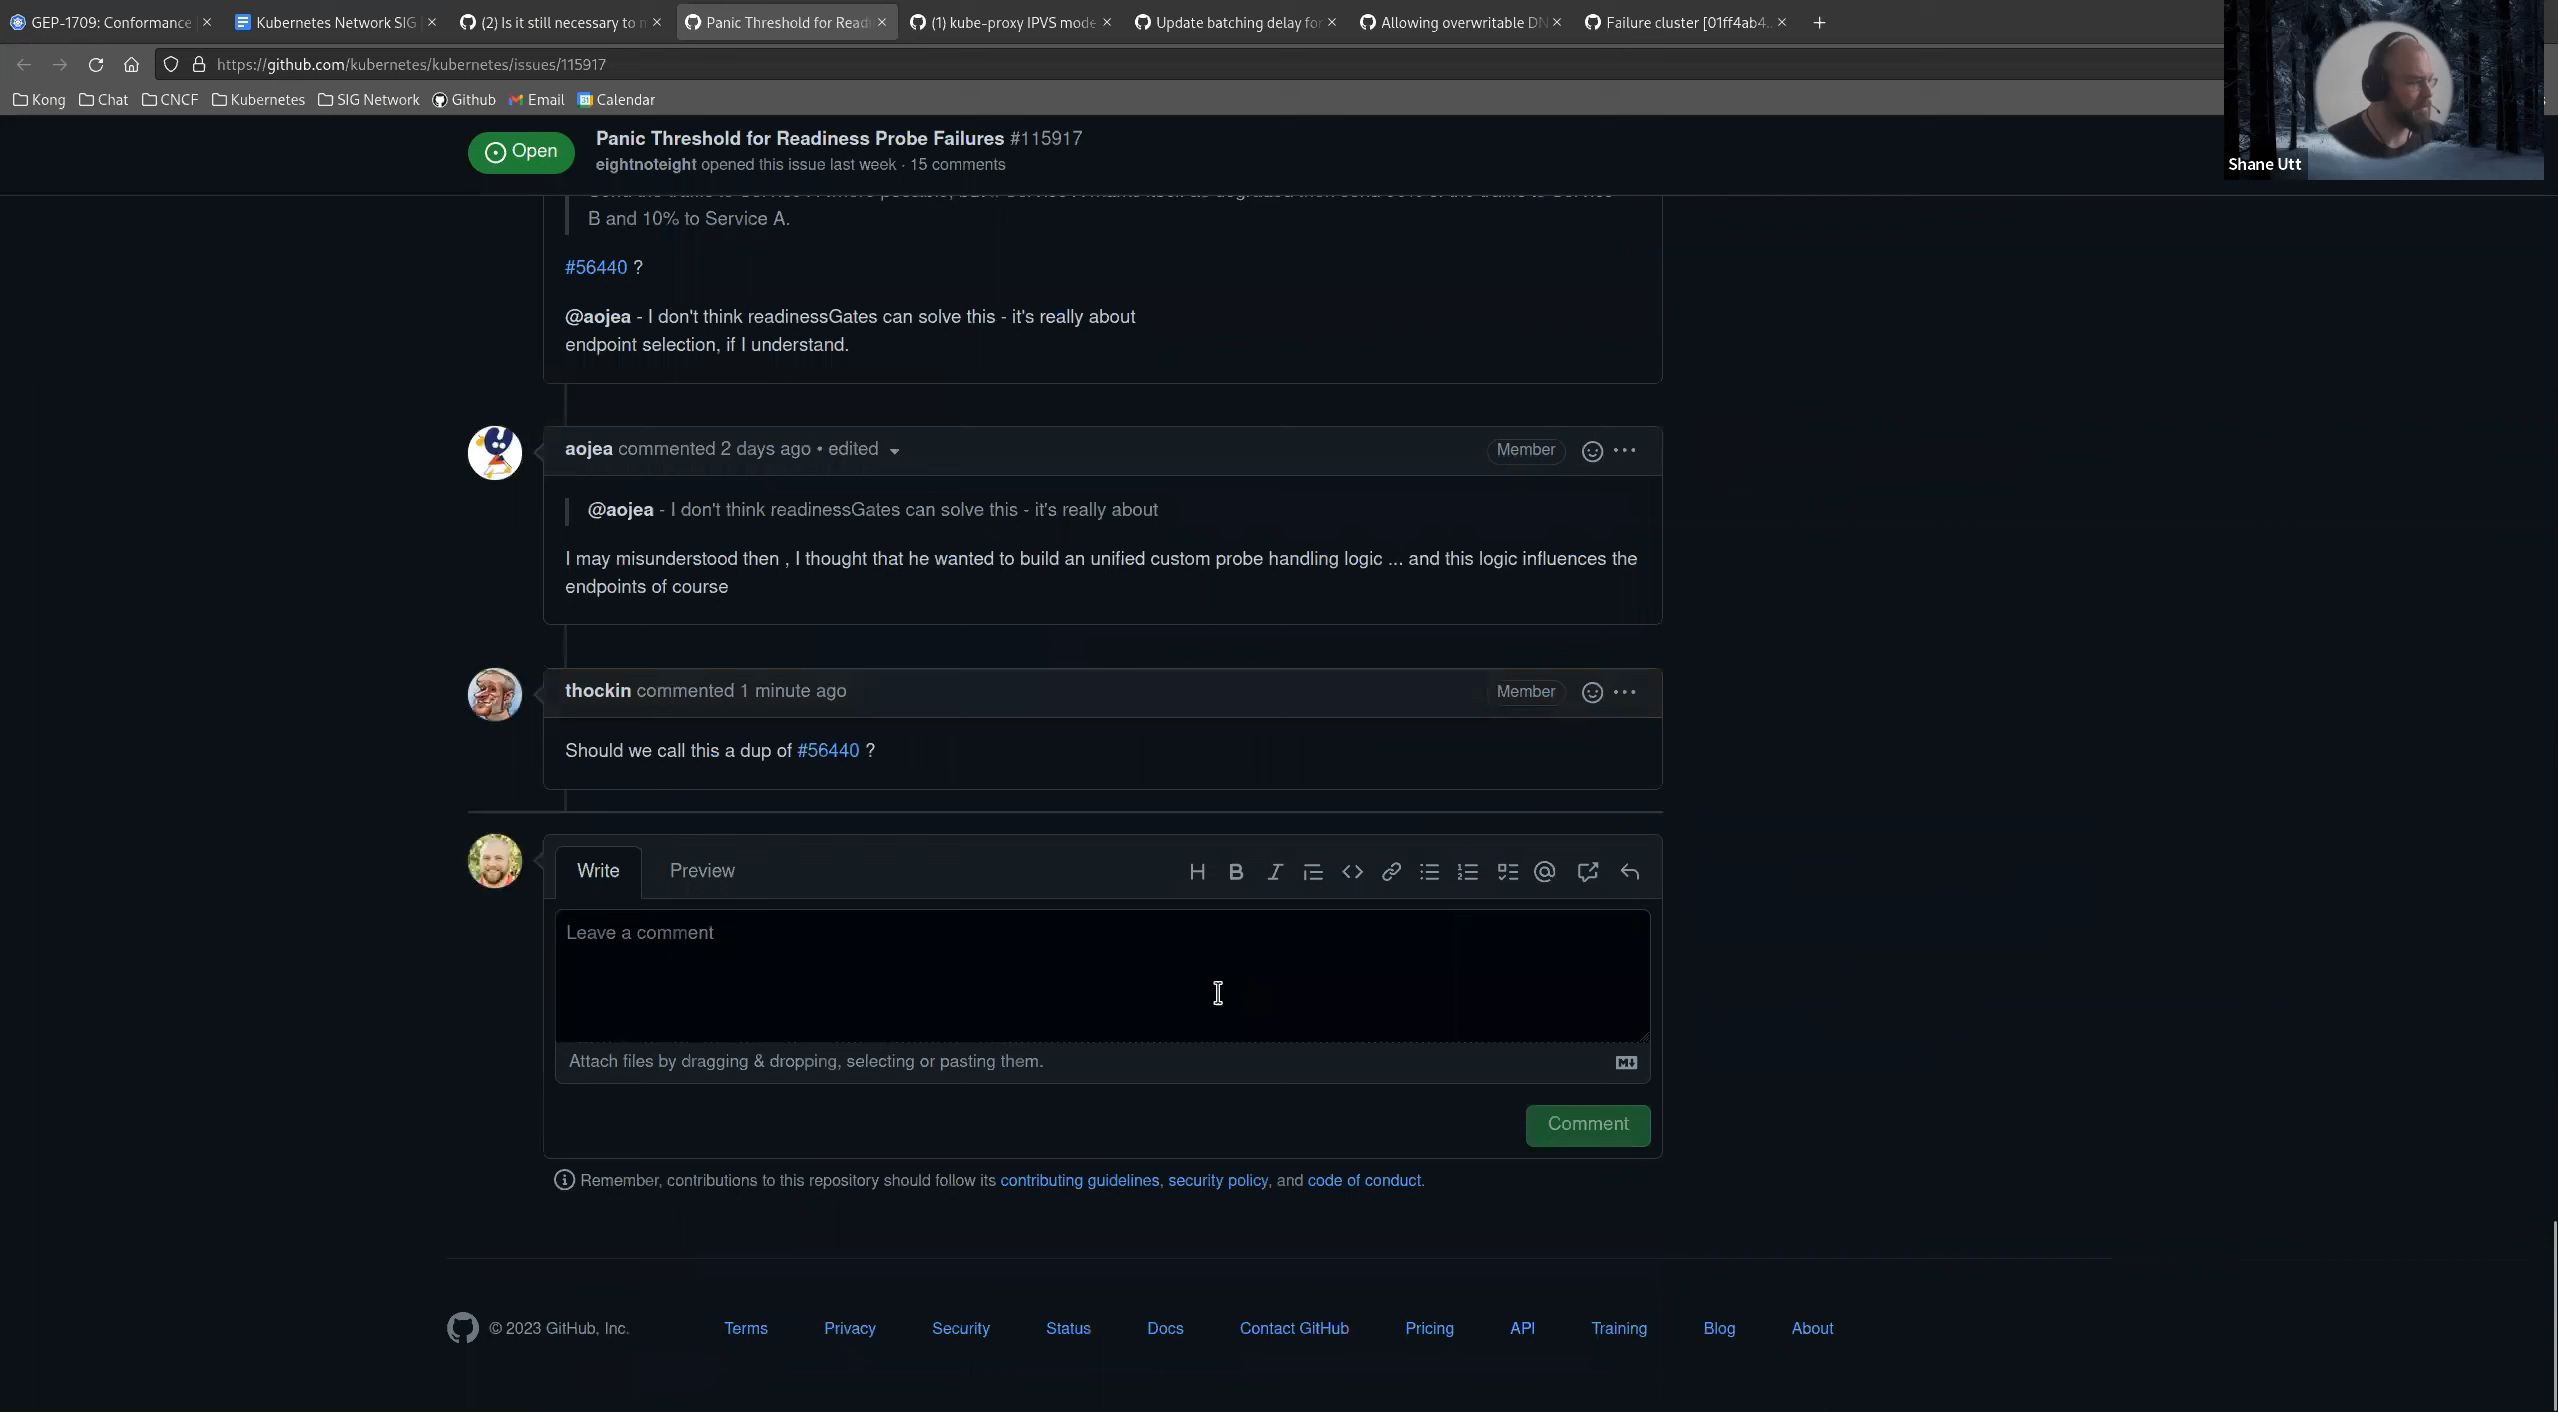 GEP-1709: Conformance
Kubernetes Network SIG
(2) Is it still necessary to
Panic Threshold for Read
(1) kube-proxy IPVS mode
Update batching delay for
Allowing overwritable DN
Failure cluster [01ff4ab4..
https://github.com/kubernetes/kubernetes/issues/115917
Kong Chat CNCF Kubernetes SIG Network Github Email Calendar
Shane Utt
Open
Panic Threshold for Readiness Probe Failures #115917
eightnoteight opened this issue last week · 15 comments
B and 10% to Service A.
#56440 ?
@aojea - I don't think readinessGates can solve this - it's really about
endpoint selection, if I understand.
aojea commented 2 days ago • edited
Member
@aojea - I don't think readinessGates can solve this - it's really about
I may misunderstood then , I thought that he wanted to build an unified custom probe handling logic ... and this logic influences the
endpoints of course
thockin commented 1 minute ago
Member
Should we call this a dup of #56440 ?
Write
Preview
Leave a comment
Attach files by dragging & dropping, selecting or pasting them.
Comment
Remember, contributions to this repository should follow its contributing guidelines, security policy, and code of conduct.
© 2023 GitHub, Inc.
Terms
Privacy
Security
Status
Docs
Contact GitHub
Pricing
API
Training
Blog
About